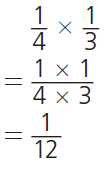 1/4 × 1/3
= 1 × 1 / 4 × 3
= 1/12